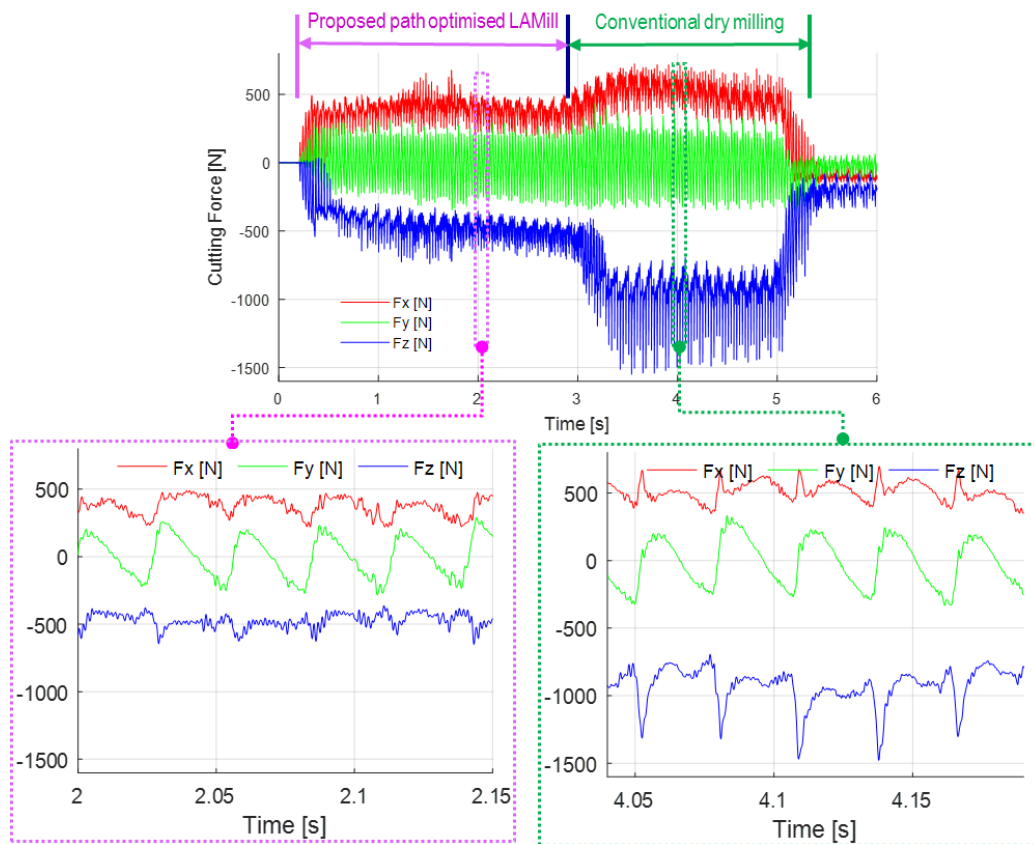 Proposed path optimised LAMill
Conventional dry milling
Cutting Force [N]
500
0
-500
-1000
-1500
Fx [N]
Fy [N]
Fz [N]
0 1 2 3 4 5 6
Time [s]
Fx [N] Fy [N] Fz [N]
500
0
-500
-1000
-1500
2 2.05 2.1 2.15
Time [s]
Fx [N] Fy [N] Fz [N]
500
0
-500
-1000
-1500
4.05 4.1 4.15
Time [s]